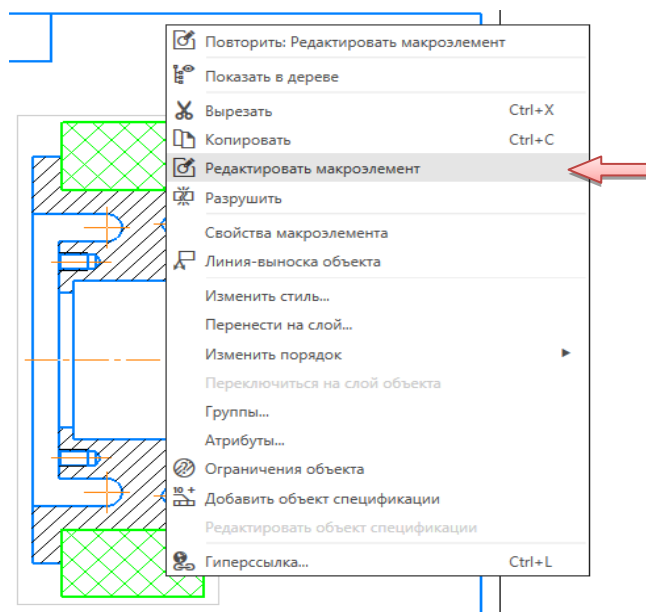 Повторить: Редактировать макроэлемент
Показать в дереве
Вырезать Ctrl+X
Копировать Ctrl+C
Редактировать макроэлемент
Разрушить
Свойства макроэлемента
Линия-выноска объекта
Изменить стиль...
Перенести на слой...
Изменить порядок
Переключиться на слой объекта
Группы...
Атрибуты...
Ограничения объекта
Добавить объект спецификации
Редактировать объект спецификации
Гиперссылка... Ctrl+L